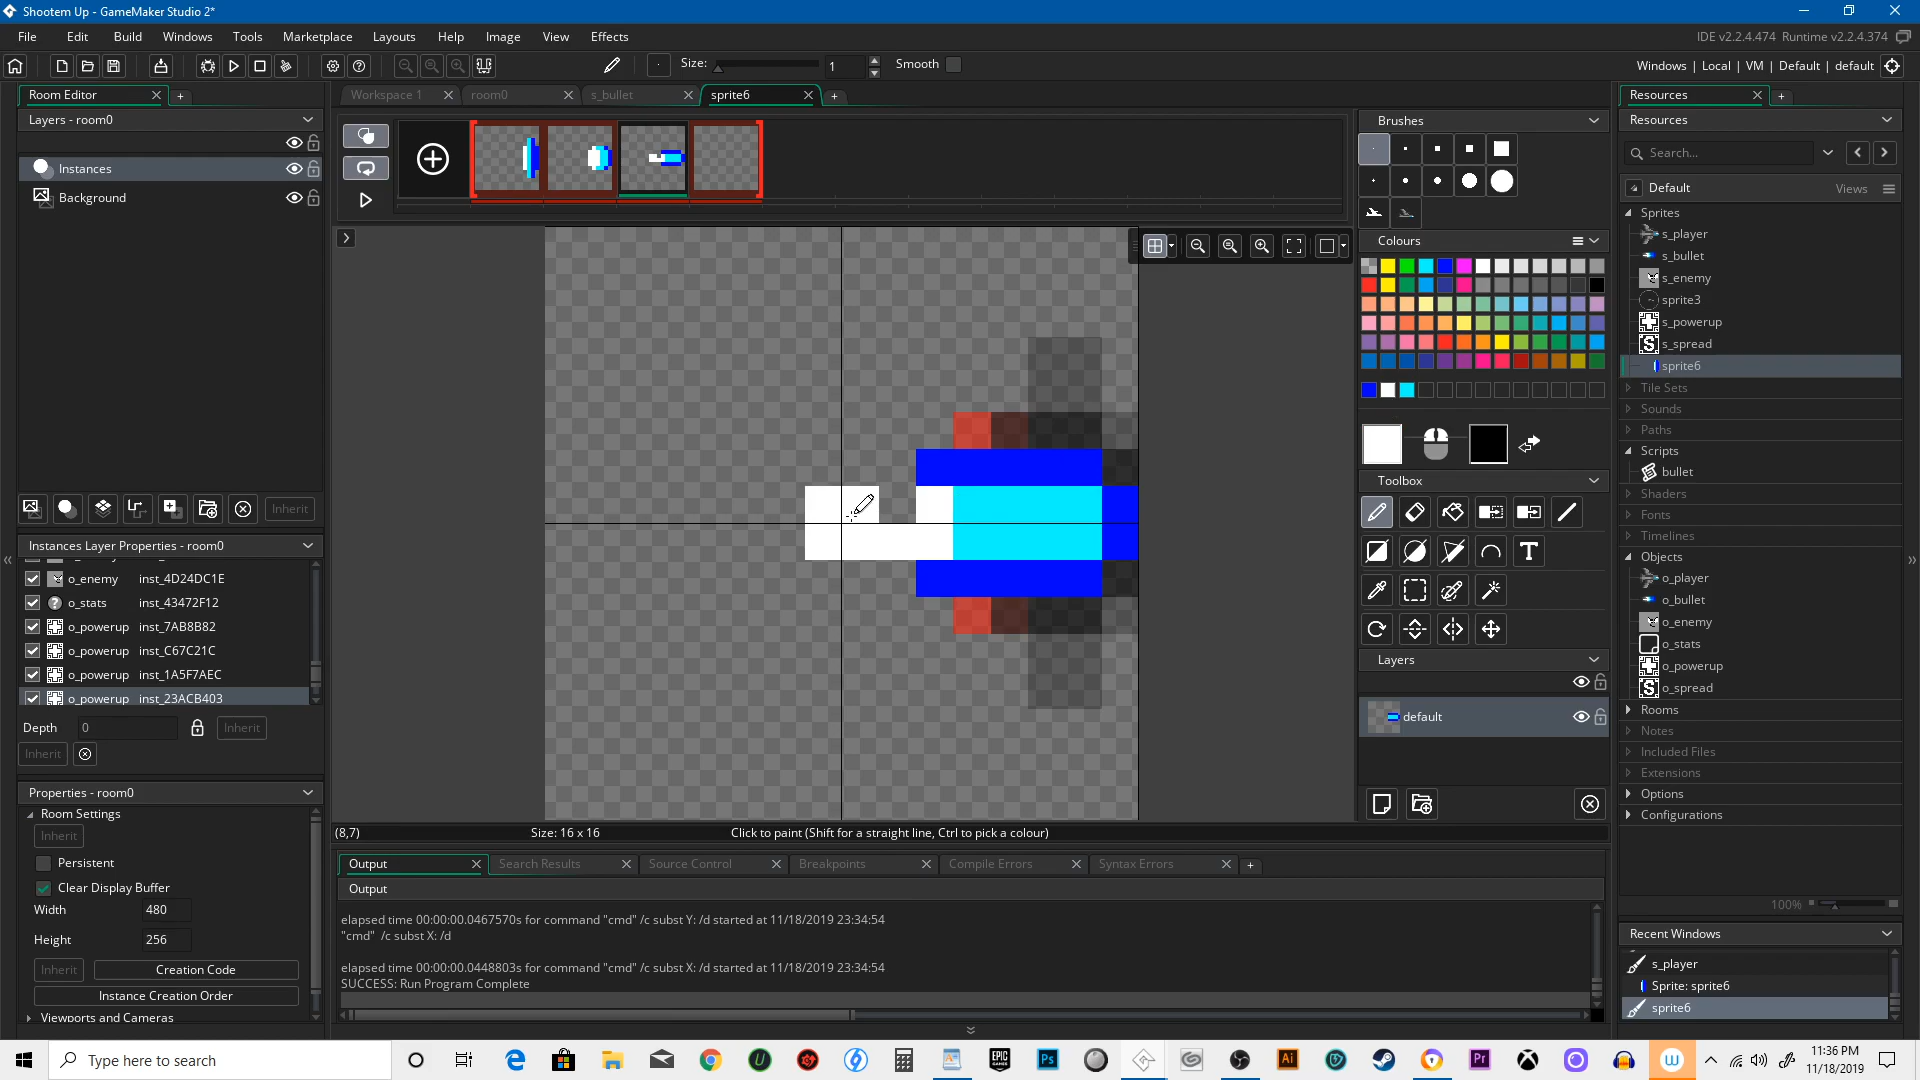 Shootem Up - GameMaker Studio 2*
File Edit Build Windows Tools Marketplace Layouts Help Image View Effects
IDE v2.2.4.474 Runtime v2.2.4.374
Size: 1 Smooth
Windows | Local | VM | Default | default
Room Editor
Workspace 1 room0 s_bullet sprite6
Resources
Layers - room0
Brushes
Resources
Search...
Instances
Default Views
Background
Sprites
s_player
Colours
s_bullet
s_enemy
sprite3
s_powerup
s_spread
sprite6
Tile Sets
Sounds
Paths
Scripts
bullet
Toolbox
Shaders
Inherit
Fonts
Timelines
Instances Layer Properties - room0
Objects
T
o_enemy inst_4D24DC1E
o_player
o_stats inst_43472F12
o_bullet
o_powerup inst_7AB8B82
o_enemy
o_powerup inst_C67C21C
o_stats
Layers
o_powerup inst_1A5F7AEC
o_powerup
o_powerup inst_23ACB403
o_spread
Rooms
default
Depth 0 Inherit
Notes
Inherit
Included Files
Extensions
Properties - room0
Options
Room Settings
Configurations
Inherit
(8,7) Size: 16 x 16 Click to paint (Shift for a straight line, Ctrl to pick a colour)
Persistent
Output Search Results Source Control Breakpoints Compile Errors Syntax Errors
Clear Display Buffer
Output
Width 480
100%
elapsed time 00:00:00.0467570s for command "cmd" /c subst Y: /d started at 11/18/2019 23:34:54
"cmd" /c subst X: /d
Height 256
Recent Windows
s_player
Inherit Creation Code
elapsed time 00:00:00.0448803s for command "cmd" /c subst X: /d started at 11/18/2019 23:34:54
SUCCESS: Run Program Complete
Sprite: sprite6
Instance Creation Order
sprite6
Viewports and Cameras
Type here to search
11:36 PM
11/18/2019